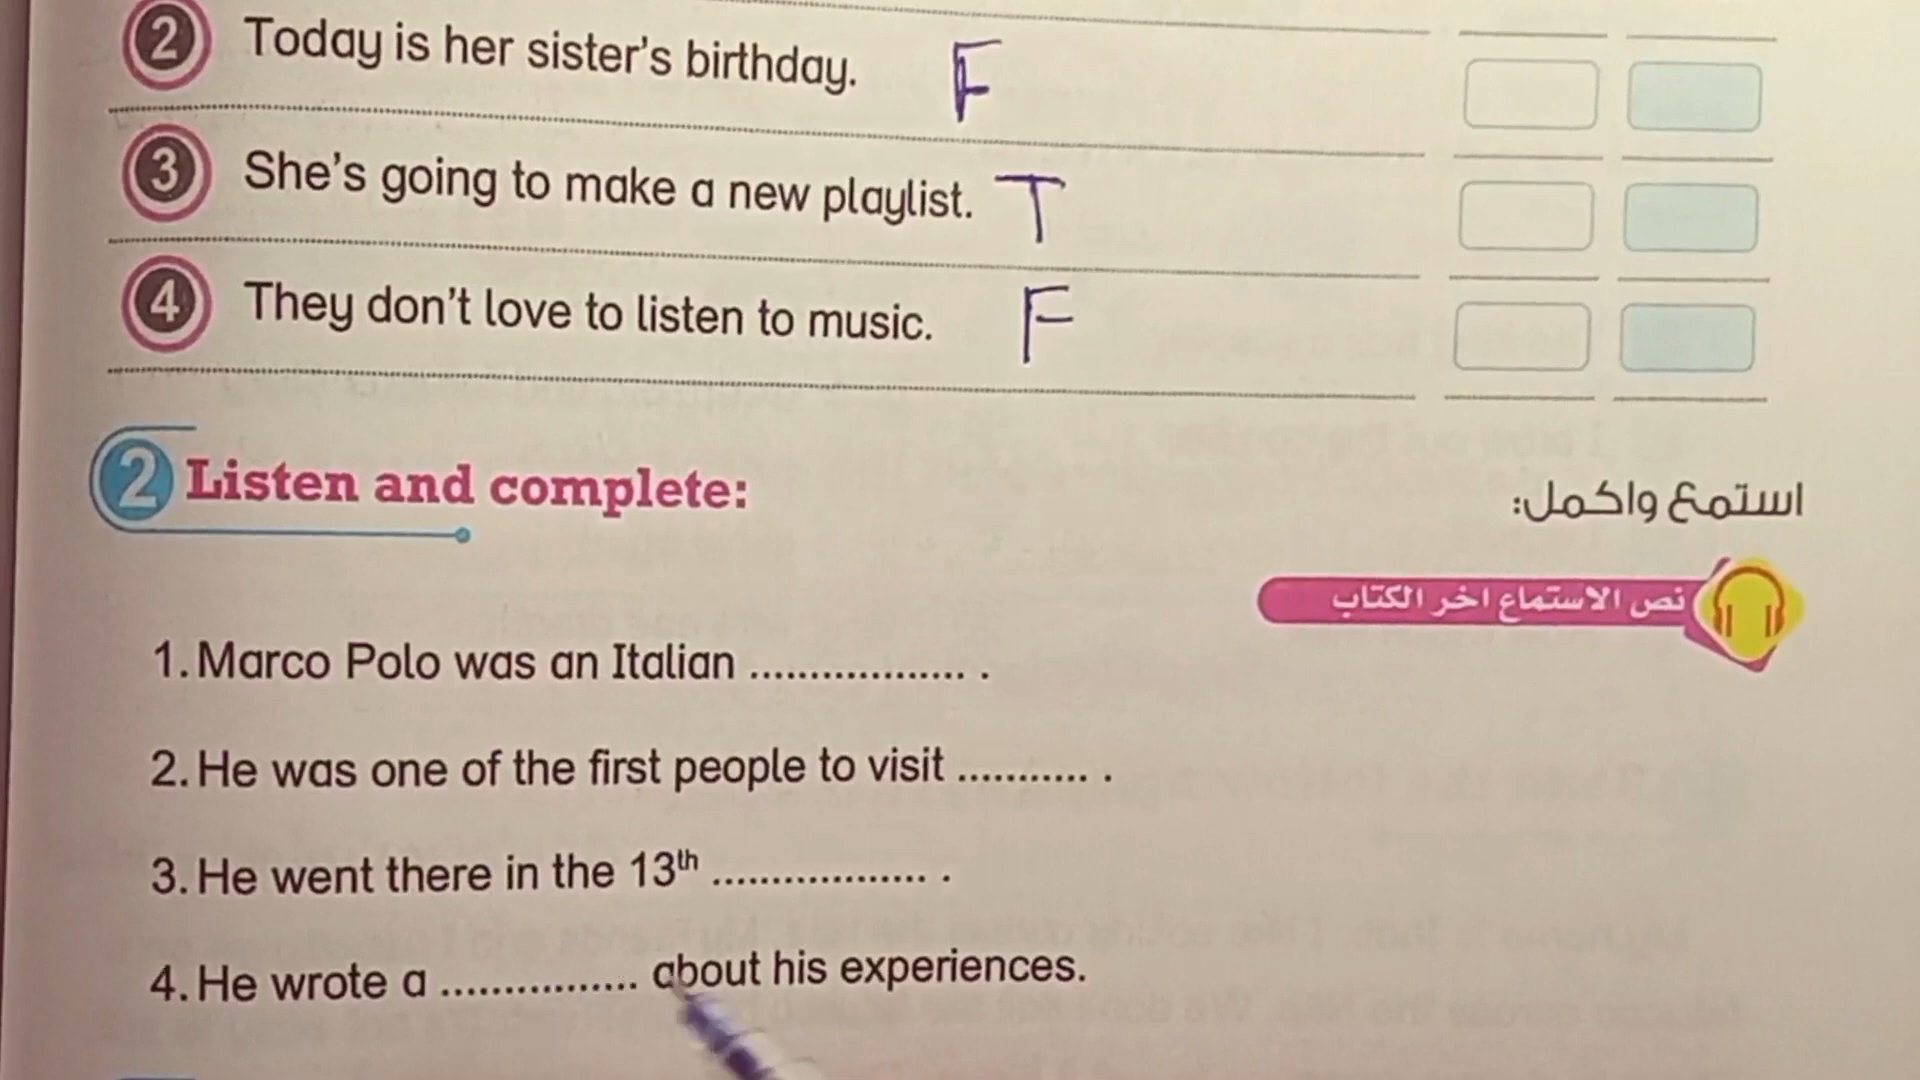 2 Today is her sister's birthday. F
3 She's going to make a new playlist. T
4 They don't love to listen to music. F
2 Listen and complete:
استمع واكمل:
نص الاستماع اخر الكتاب
1. Marco Polo was an Italian .................. .
2. He was one of the first people to visit ........... .
3. He went there in the 13th .................. .
4. He wrote a ................ about his experiences.